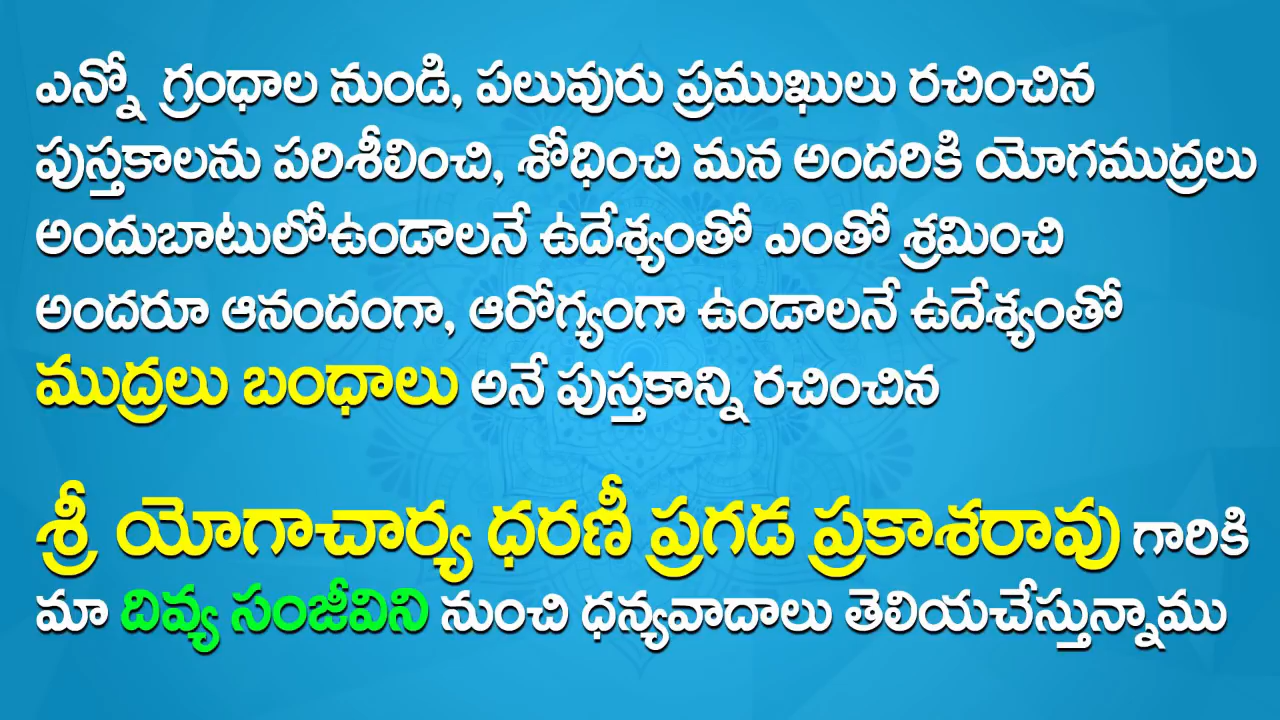 ఎన్నో గ్రంధాల నుండి, పలువురు ప్రముఖులు రచించిన
పుస్తకాలను పరిశీలించి, శోధించి మన అందరికి యోగముద్రలు
అందుబాటులోఉండాలనే ఉదేశ్యంతో ఎంతో శ్రమించి
అందరూ ఆనందంగా, ఆరోగ్యంగా ఉండాలనే ఉదేశ్యంతో
ముద్రలు బంధాలు అనే పుస్తకాన్ని రచించిన
శ్రీ యోగాచార్య ధరణీ ప్రగడ ప్రకాశరావు గారికి
మా దివ్య సంజీవిని నుంచి ధన్యవాదాలు తెలియచేస్తున్నాము